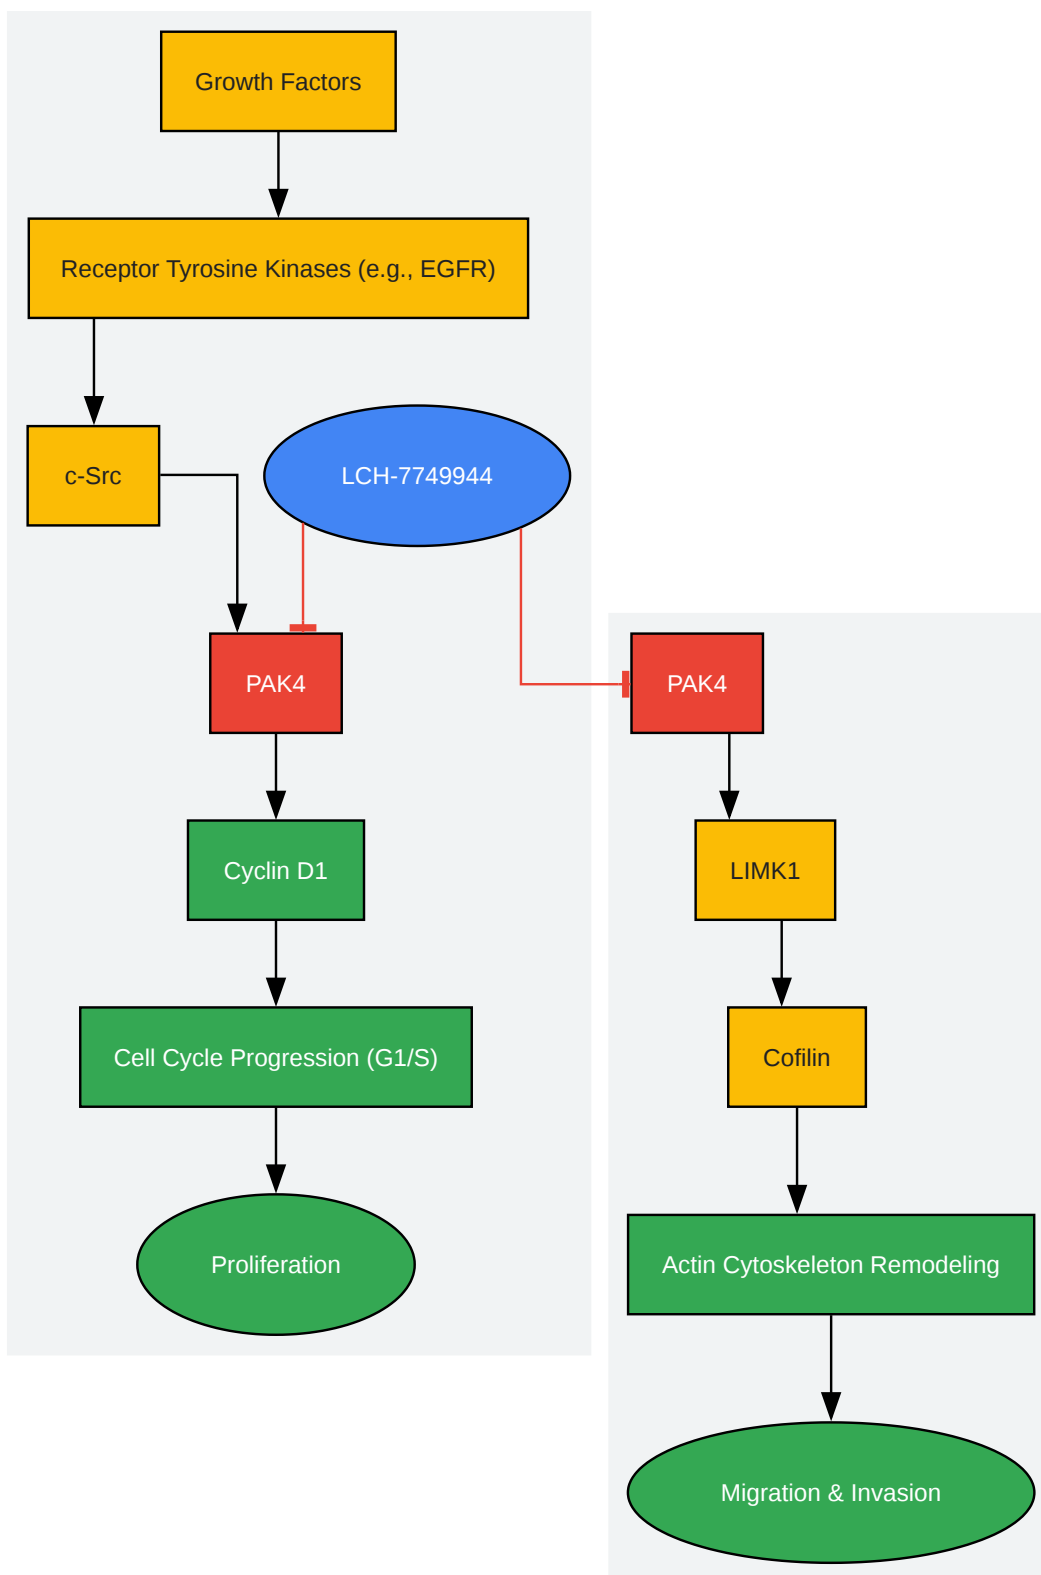 Growth Factors
Receptor Tyrosine Kinases (e.g., EGFR)
c-Src
LCH-7749944
PAK4
PAK4
Cyclin D1
LIMK1
Cell Cycle Progression (G1/S)
Cofilin
Proliferation
Actin Cytoskeleton Remodeling
Migration & Invasion